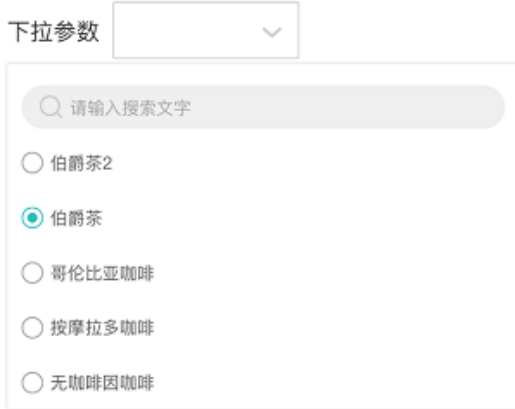 下拉参数
请输入搜索文字
伯爵茶2
伯爵茶
哥伦比亚咖啡
按摩拉多咖啡
无咖啡因咖啡